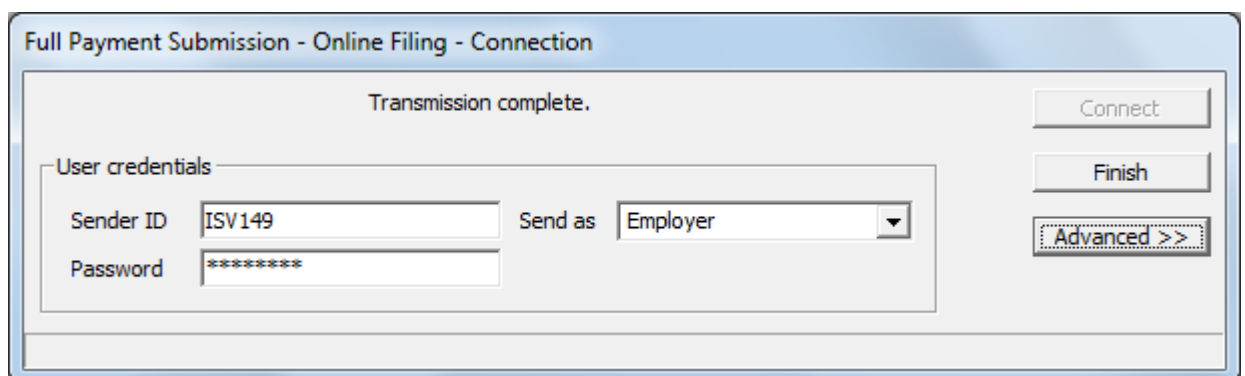 Full Payment Submission - Online Filing - Connection
Transmission complete.
Connect
User credentials
Finish
Sender ID ISV149 Send as Employer
Advanced >>
Password ********